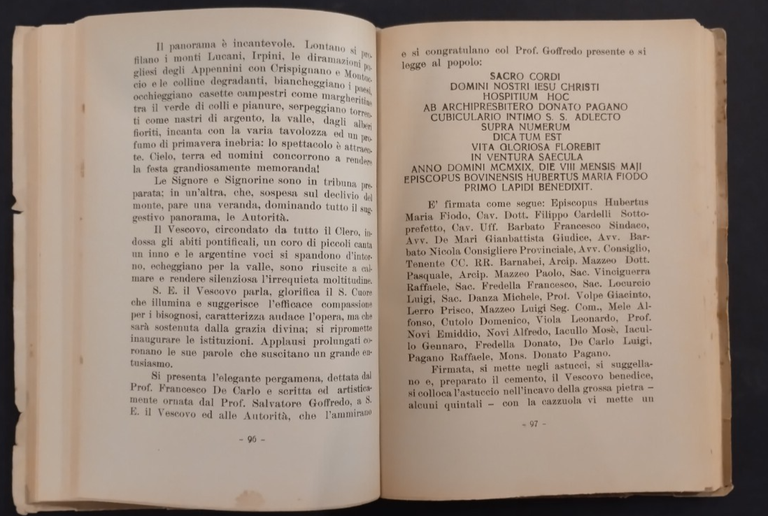 Il panorama è incantevole. Lontano si pro-
filano i monti Lucani, Irpini, le diramazioni pu-
gliesi degli Appennini con Crispignano e Montuc-
cio e le colline degradanti, biancheggiano i paesi,
occhieggiano casette campestri come margheritine
tra il verde di colli e pianure, serpeggiano torren-
ti come nastri di argento, la valle, dagli alberi
fioriti, incanta con la varia tavolozza ed un pro-
fumo di primavera inebria: lo spettacolo è attraen-
te. Cielo, terra ed uomini concorrono a rendere
la festa grandiosamente memoranda!
Le Signore e Signorine sono in tribuna pre-
parata; in un'altra, che, sospesa sul declivio del
monte, pare una veranda, dominando tutto il sug-
gestivo panorama, le Autorità.
Il Vescovo, circondato da tutto il Clero, in-
dossa gli abiti pontificali, un coro di piccoli canta
un inno e le argentine voci si spandono d'intor-
no, echeggiano per la valle, sono riuscite a cal-
mare e rendere silenziosa l'irrequieta moltitudine.
S. E. il Vescovo parla, glorifica il S. Cuore
che illumina e suggerisce l'efficace compassione
per i bisognosi, caratterizza audace l'opera, ma che
sarà sostenuta dalla grazia divina; si ripromette
inaugurare le istituzioni. Applausi prolungati co-
ronano le sue parole che suscitano un grande en-
tusiasmo.
Si presenta l'elegante pergamena, dettata dal
Prof. Francesco De Carlo e scritta ed artistica-
mente ornata dal Prof. Salvatore Goffredo, a S.
E. il Vescovo ed alle Autorità, che l'ammirano
- 96 -
e si congratulano col Prof. Goffredo presente e si
legge al popolo:
SACRO CORDI
DOMINI NOSTRI IESU CHRISTI
HOSPITIUM HOC
AB ARCHIPRESBITERO DONATO PAGANO
CUBICULARIO INTIMO S. S. ADLECTO
SUPRA NUMERUM
DICATUM EST
VITA GLORIOSA FLOREBIT
IN VENTURA SAECULA
ANNO DOMINI MCMXIX, DIE VIII MENSIS MAJI
EPISCOPUS BOVINENSIS HUBERTUS MARIA FIODO
PRIMO LAPIDI BENEDIXIT.
E' firmata come segue: Episcopus Hubertus
Maria Fiodo, Cav. Dott. Filippo Cardelli Sotto-
prefetto, Cav. Uff. Barbato Francesco Sindaco,
Avv. De Mari Gianbattista Giudice, Avv. Bar-
bato Nicola Consigliere Provinciale, Avv. Consiglio,
Tenente CC. RR. Barnabei, Arcip. Mazzeo Dott.
Pasquale, Arcip. Mazzeo Paolo, Sac. Vinciguerra
Raffaele, Sac. Fredella Francesco, Sac. Locurcio
Luigi, Sac. Danza Michele, Prof. Volpe Giacinto,
Lerro Prisco, Mazzeo Luigi Seg. Com., Mele Al-
fonso, Cutolo Domenico, Viola Leonardo, Prof.
Novi Emiddio, Novi Alfredo, Iacullo Mosè, Iacul-
lo Gennaro, Fredella Donato, De Carlo Luigi,
Pagano Raffaele, Mons. Donato Pagano.
Firmata, si mette negli astucci, si suggella-
no e, preparato il cemento, il Vescovo benedice,
si colloca l'astuccio nell'incavo della grossa pietra –
alcuni quintali – con la cazzuola vi mette un
- 97 -